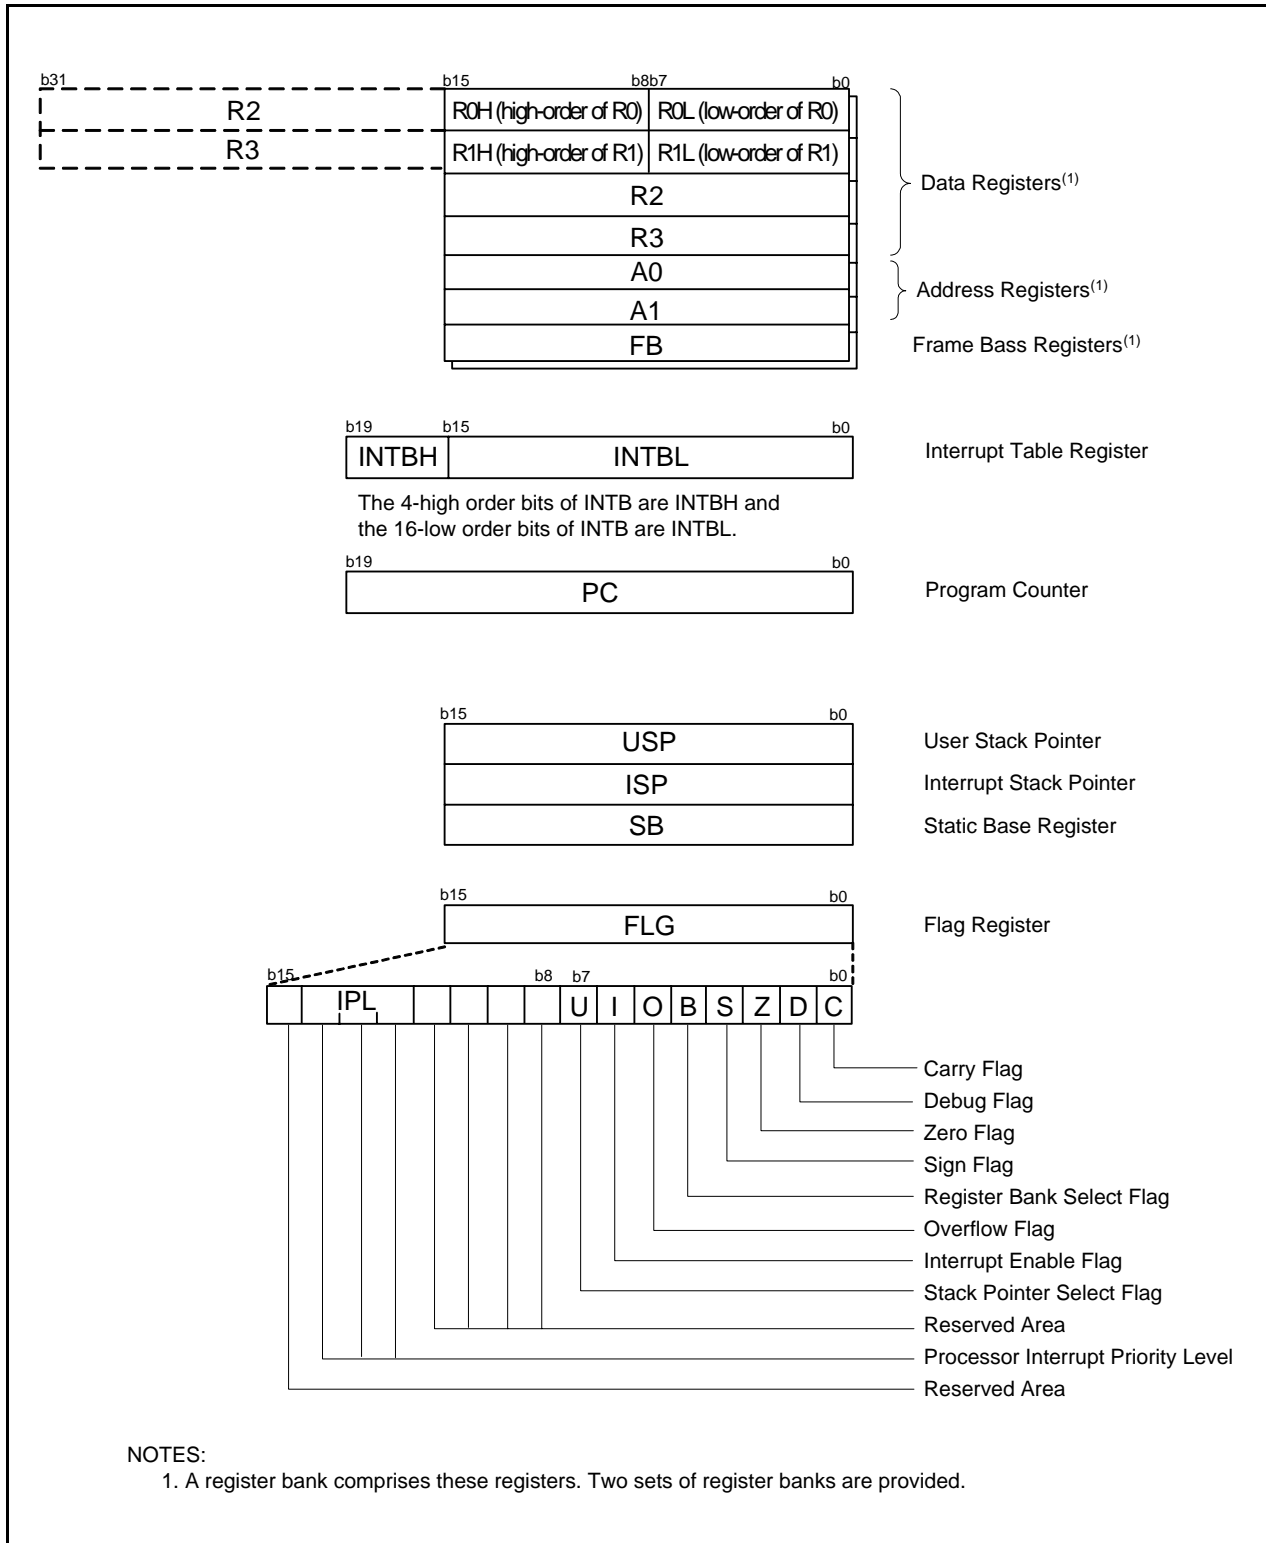 b31 b15 b8b7 b0
R2 R0H (high-order of R0) R0L (low-order of R0)
R3 R1H (high-order of R1) R1L (low-order of R1)
R2
Data Registers(1)
R3
A0
Address Registers(1)
A1
FB Frame Bass Registers(1)
b19 b15 b0
INTBH INTBL Interrupt Table Register
The 4-high order bits of INTB are INTBH and
the 16-low order bits of INTB are INTBL.
b19 b0
PC Program Counter
b15 b0
USP User Stack Pointer
ISP Interrupt Stack Pointer
SB Static Base Register
b15 b0
FLG Flag Register
b15 b8 b7 b0
IPL U I O B S Z D C
Carry Flag
Debug Flag
Zero Flag
Sign Flag
Register Bank Select Flag
Overflow Flag
Interrupt Enable Flag
Stack Pointer Select Flag
Reserved Area
Processor Interrupt Priority Level
Reserved Area
NOTES:
1. A register bank comprises these registers. Two sets of register banks are provided.